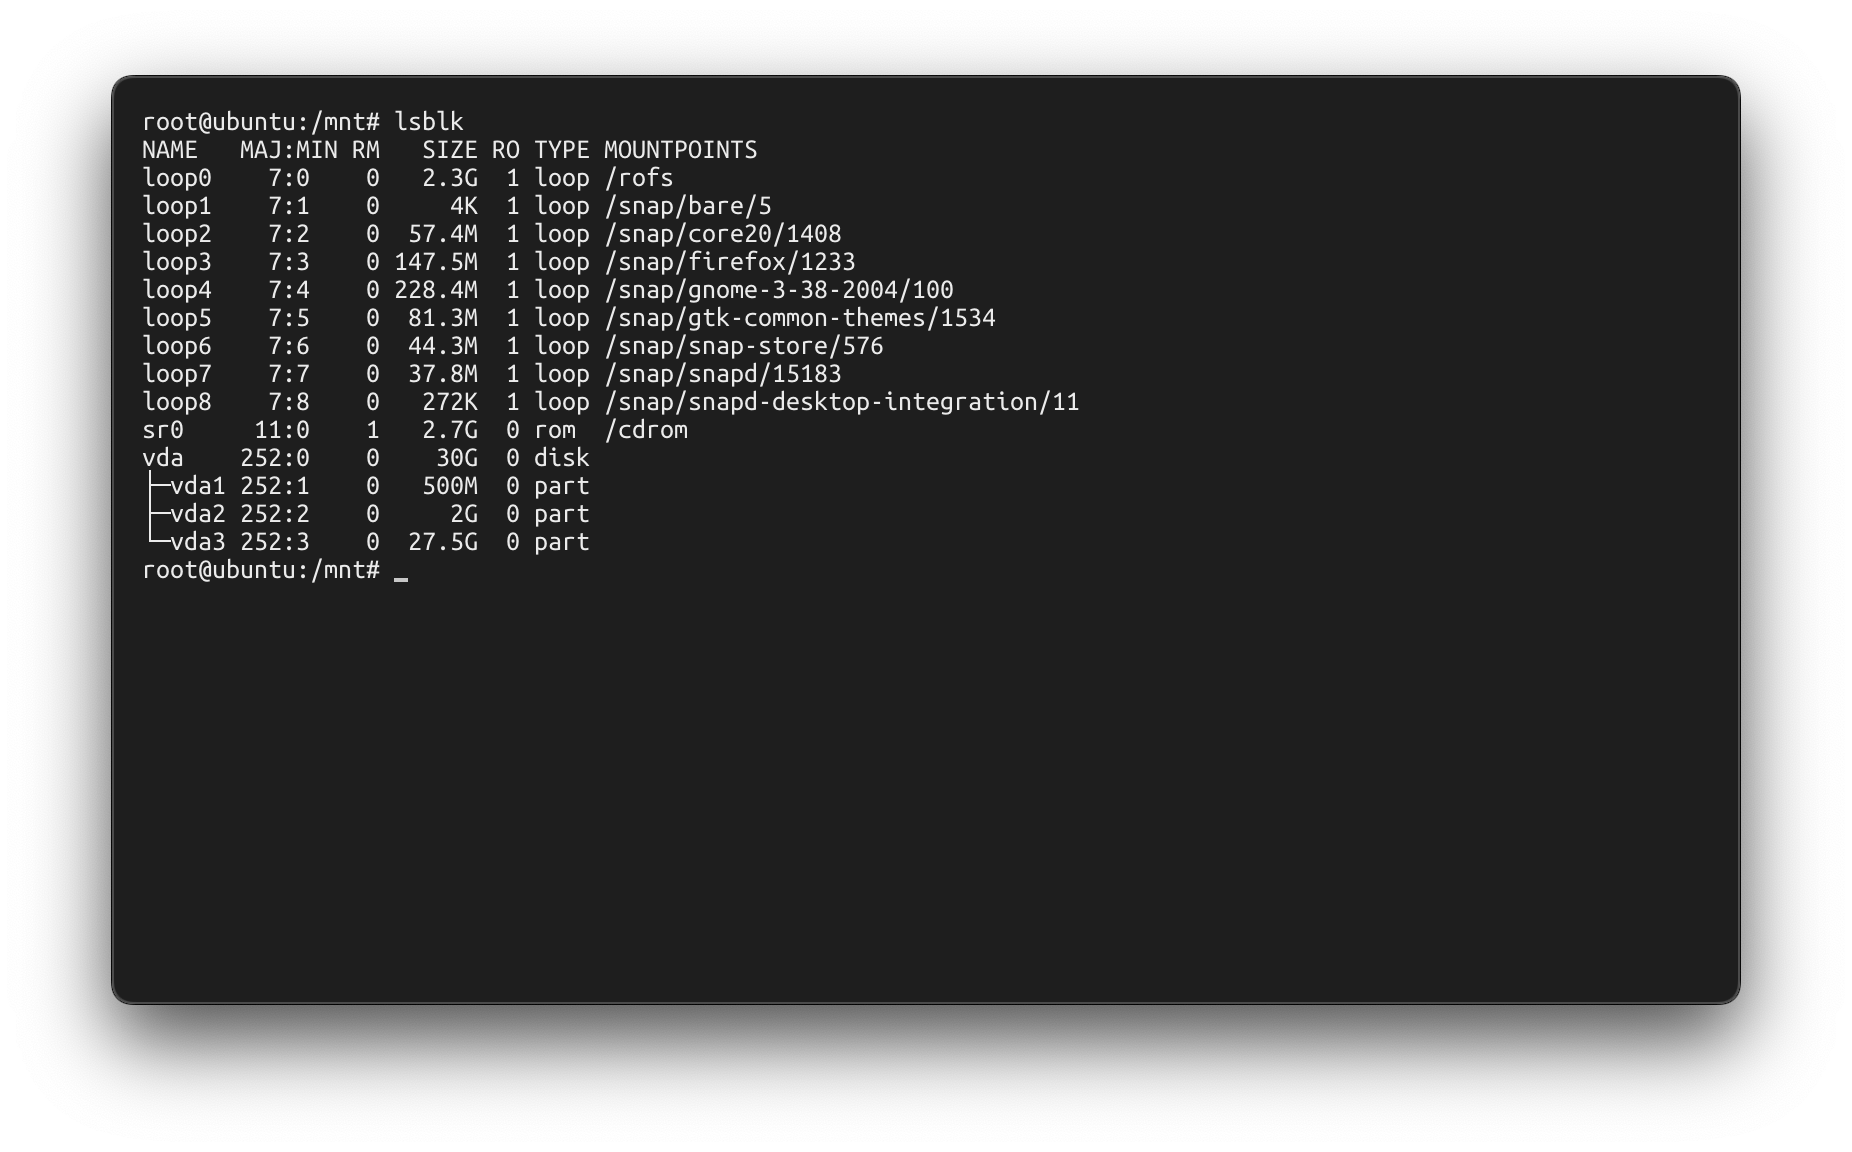 root@ubuntu:/mnt# lsblk
NAME   MAJ:MIN RM   SIZE RO TYPE MOUNTPOINTS
loop0    7:0    0   2.3G  1 loop /rofs
loop1    7:1    0     4K  1 loop /snap/bare/5
loop2    7:2    0  57.4M  1 loop /snap/core20/1408
loop3    7:3    0 147.5M  1 loop /snap/firefox/1233
loop4    7:4    0 228.4M  1 loop /snap/gnome-3-38-2004/100
loop5    7:5    0  81.3M  1 loop /snap/gtk-common-themes/1534
loop6    7:6    0  44.3M  1 loop /snap/snap-store/576
loop7    7:7    0  37.8M  1 loop /snap/snapd/15183
loop8    7:8    0   272K  1 loop /snap/snapd-desktop-integration/11
sr0     11:0    1   2.7G  0 rom  /cdrom
vda    252:0    0    30G  0 disk
├─vda1 252:1    0   500M  0 part
├─vda2 252:2    0     2G  0 part
└─vda3 252:3    0  27.5G  0 part
root@ubuntu:/mnt# _